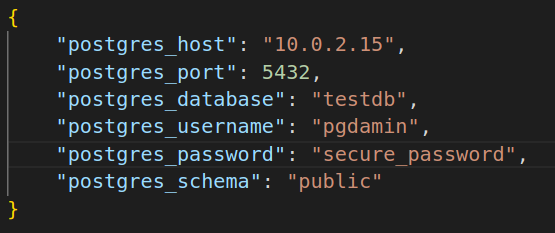 {
"postgres_host": "10.0.2.15",
"postgres_port": 5432,
"postgres_database": "testdb",
"postgres_username": "pgdamin",
"postgres_password": "secure_password",
"postgres_schema": "public"
}